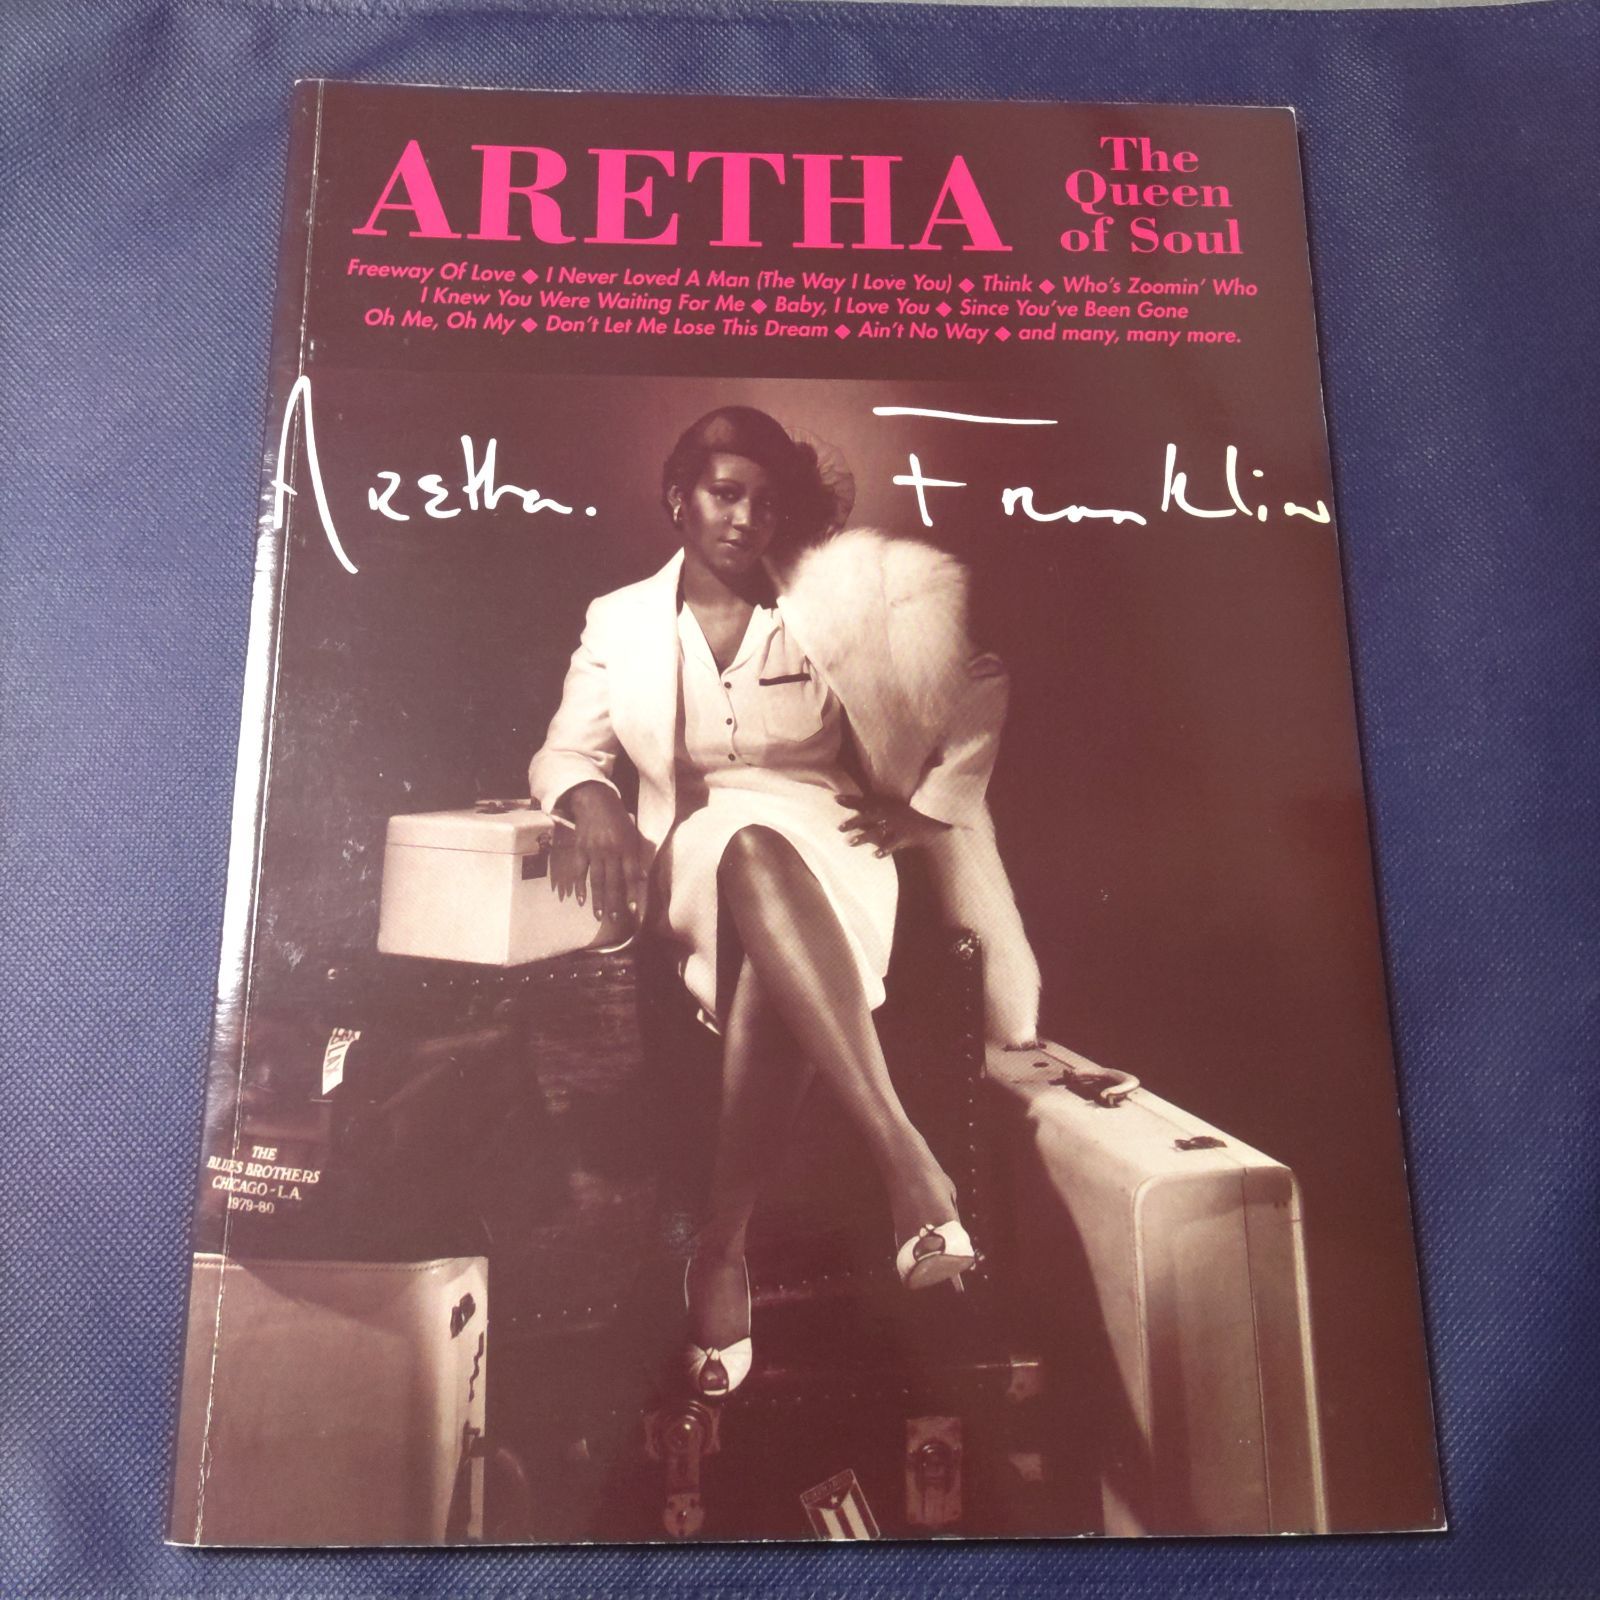 ARETHA
The
Queen
of Soul
Freeway Of Love ◆ I Never Loved A Man (The Way I Love You) ◆ Think ◆ Who's Zoomin' Who
I Knew You Were Waiting For Me ◆ Baby, I Love You ◆ Since You've Been Gone
Oh Me, Oh My ◆ Don't Let Me Lose This Dream ◆ Ain't No Way ◆ and many, many more.
Aretha. Franklin
THE
BLUES BROTHERS
CHICAGO - L.A.
1979-80